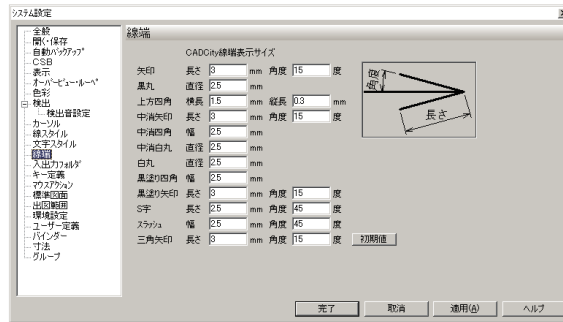 システム設定
全般
開く・保存
自動バックアップ
CSB
表示
オーバービュー・ルーペ
色彩
検出
検出音設定
カーソル
線スタイル
文字スタイル
線端
入出力フォルダ
キー定義
マウスアクション
標準図面
出図範囲
環境設定
ユーザー定義
バインダー
寸法
グループ
線端
CADCity線端表示サイズ
矢印 長さ 3 mm 角度 15 度
黒丸 直径 2.5 mm
上方四角 横長 1.5 mm 縦長 0.3 mm
中消矢印 長さ 3 mm 角度 15 度
中消四角 幅 2.5 mm
中消白丸 直径 2.5 mm
白丸 直径 2.5 mm
黒塗り四角 幅 2.5 mm
黒塗り矢印 長さ 3 mm 角度 15 度
S字 長さ 2.5 mm 角度 45 度
スラッシュ 幅 2.5 mm 角度 45 度
三角矢印 長さ 3 mm 角度 15 度 初期値
角度
長さ
完了 取消 適用(A) ヘルプ